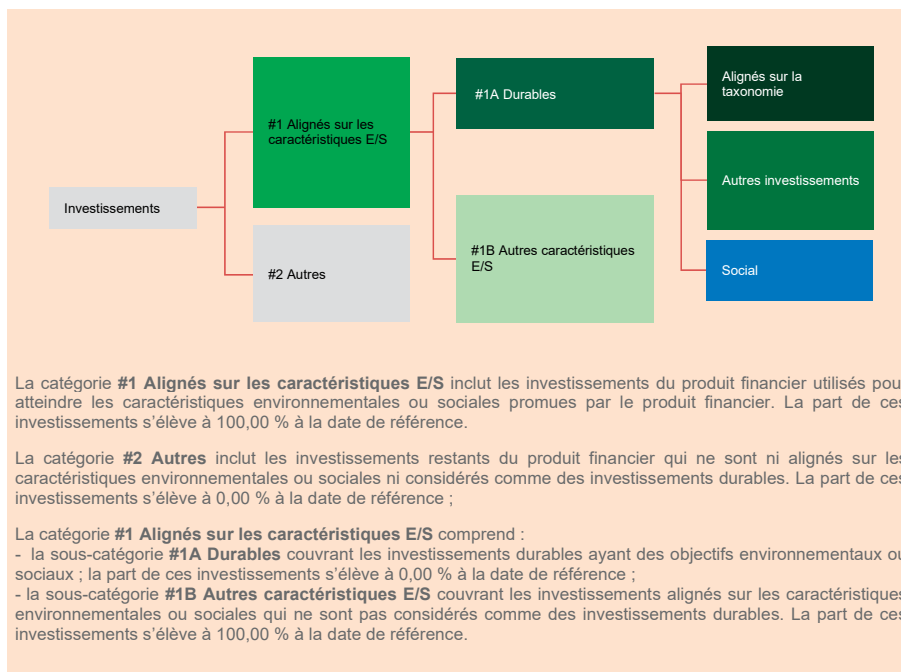 Alignés sur la
taxonomie
#1A Durables
#1 Alignés sur les
caractéristiques E/S
Autres investissements
Investissements
#1B Autres caractéristiques
E/S
#2 Autres
Social
La catégorie #1 Alignés sur les caractéristiques E/S inclut les investissements du produit financier utilisés pou
atteindre les caractéristiques environnementales ou sociales promues par le produit financier. La part de ces
investissements s’élève à 100,00 % à la date de référence.
La catégorie #2 Autres inclut les investissements restants du produit financier qui ne sont ni alignés sur les
caractéristiques environnementales ou sociales ni considérés comme des investissements durables. La part de ces
investissements s’élève à 0,00 % à la date de référence ;
La catégorie #1 Alignés sur les caractéristiques E/S comprend :
- la sous-catégorie #1A Durables couvrant les investissements durables ayant des objectifs environnementaux ou
sociaux ; la part de ces investissements s’élève à 0,00 % à la date de référence ;
- la sous-catégorie #1B Autres caractéristiques E/S couvrant les investissements alignés sur les caractéristiques
environnementales ou sociales qui ne sont pas considérés comme des investissements durables. La part de ces
investissements s’élève à 100,00 % à la date de référence.